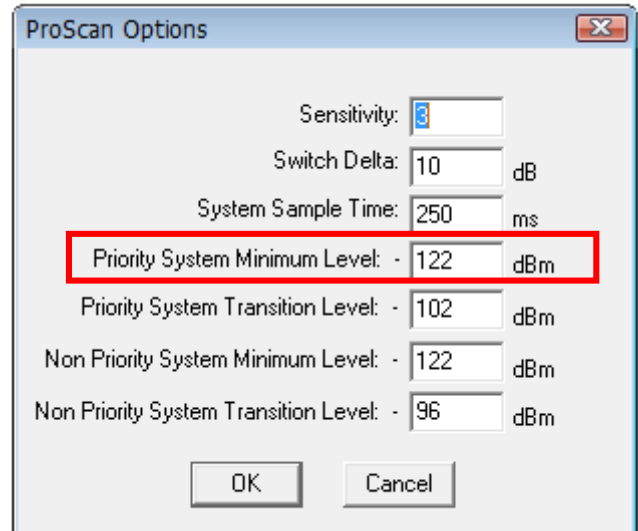 ProScan Options
Sensitivity: 3
Switch Delta: 10 dB
System Sample Time: 250 ms
Priority System Minimum Level: - 122 dBm
Priority System Transition Level: - 102 dBm
Non Priority System Minimum Level: - 122 dBm
Non Priority System Transition Level: - 96 dBm
OK Cancel